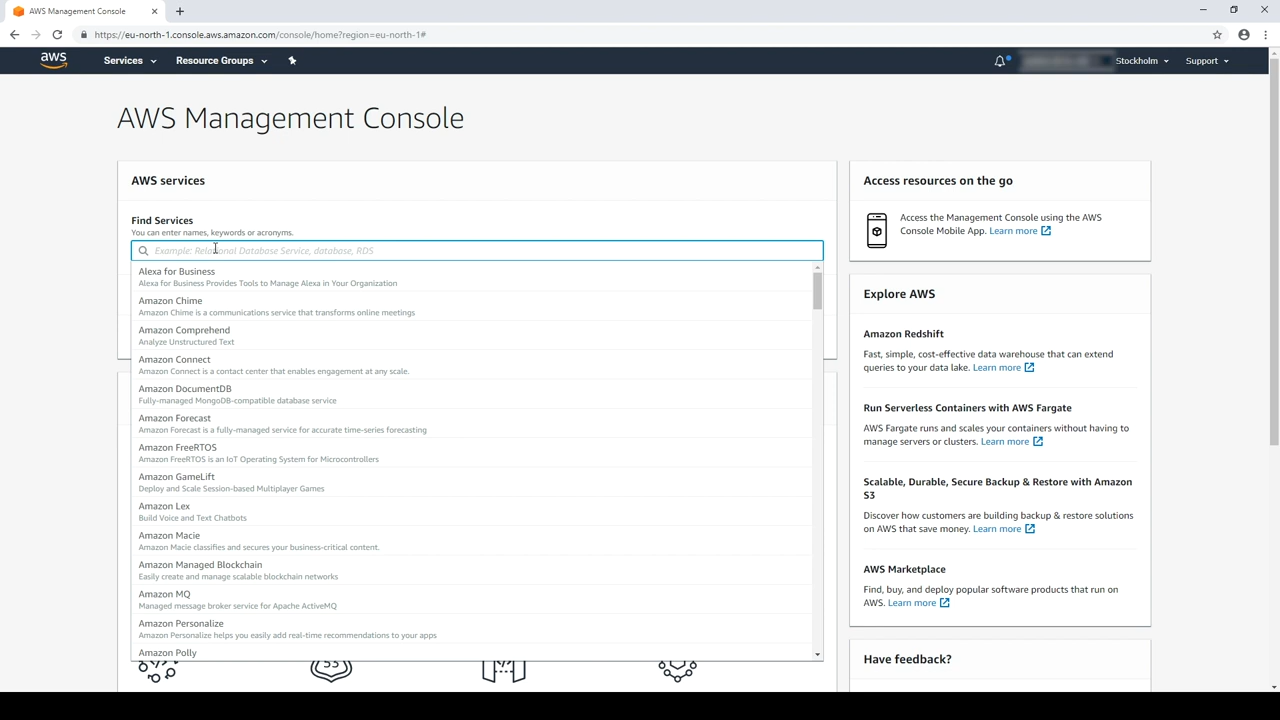 AWS Management Console
https://eu-north-1.console.aws.amazon.com/console/home?region=eu-north-1#
aws
Services
Resource Groups
Stockholm
Support
AWS Management Console
AWS services
Find Services
You can enter names, keywords or acronyms.
Example: Relational Database Service, database, RDS
Alexa for Business
Alexa for Business Provides Tools to Manage Alexa in Your Organization
Amazon Chime
Amazon Chime is a communications service that transforms online meetings
Amazon Comprehend
Analyze Unstructured Text
Amazon Connect
Amazon Connect is a contact center that enables engagement at any scale.
Amazon DocumentDB
Fully-managed MongoDB-compatible database service
Amazon Forecast
Amazon Forecast is a fully-managed service for accurate time-series forecasting
Amazon FreeRTOS
Amazon FreeRTOS is an IoT Operating System for Microcontrollers
Amazon GameLift
Deploy and Scale Session-based Multiplayer Games
Amazon Lex
Build Voice and Text Chatbots
Amazon Macie
Amazon Macie classifies and secures your business-critical content.
Amazon Managed Blockchain
Easily create and manage scalable blockchain networks
Amazon MQ
Managed message broker service for Apache ActiveMQ
Amazon Personalize
Amazon Personalize helps you easily add real-time recommendations to your apps
Amazon Polly
53
Access resources on the go
Access the Management Console using the AWS
Console Mobile App. Learn more
Explore AWS
Amazon Redshift
Fast, simple, cost-effective data warehouse that can extend
queries to your data lake. Learn more
Run Serverless Containers with AWS Fargate
AWS Fargate runs and scales your containers without having to
manage servers or clusters. Learn more
Scalable, Durable, Secure Backup & Restore with Amazon
S3
Discover how customers are building backup & restore solutions
on AWS that save money. Learn more
AWS Marketplace
Find, buy, and deploy popular software products that run on
AWS. Learn more
Have feedback?